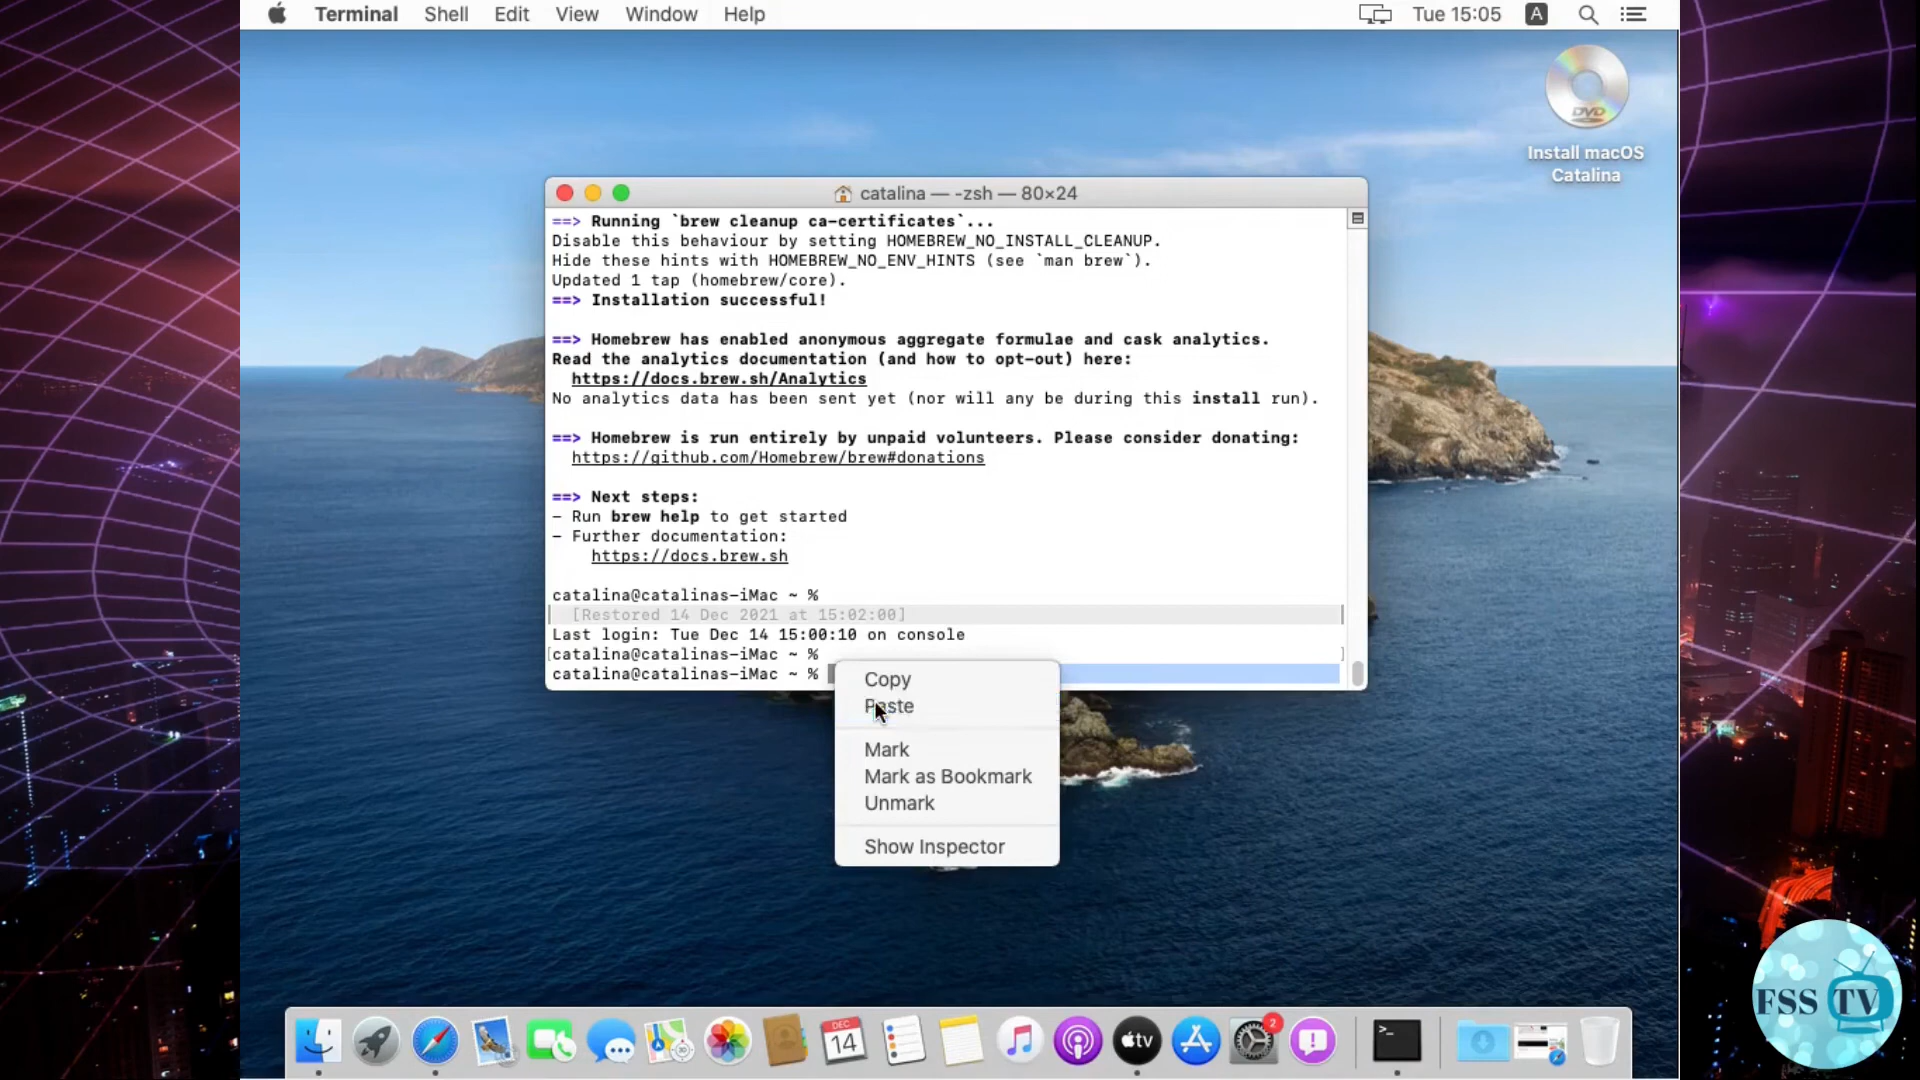 Terminal Shell Edit View Window Help
Tue 15:05 A
DVD
Install macOS
Catalina
catalina — -zsh — 80×24
==> Running `brew cleanup ca-certificates`...
Disable this behaviour by setting HOMEBREW_NO_INSTALL_CLEANUP.
Hide these hints with HOMEBREW_NO_ENV_HINTS (see `man brew`).
Updated 1 tap (homebrew/core).
==> Installation successful!
==> Homebrew has enabled anonymous aggregate formulae and cask analytics.
Read the analytics documentation (and how to opt-out) here:
https://docs.brew.sh/Analytics
No analytics data has been sent yet (nor will any be during this install run).
==> Homebrew is run entirely by unpaid volunteers. Please consider donating:
https://github.com/Homebrew/brew#donations
==> Next steps:
- Run brew help to get started
- Further documentation:
https://docs.brew.sh
catalina@catalinas-iMac ~ %
[Restored 14 Dec 2021 at 15:02:00]
Last login: Tue Dec 14 15:00:10 on console
[catalina@catalinas-iMac ~ % ]
catalina@catalinas-iMac ~ %
Copy
Paste
Mark
Mark as Bookmark
Unmark
Show Inspector
DEC
14
tv
2
>_
FSS TV